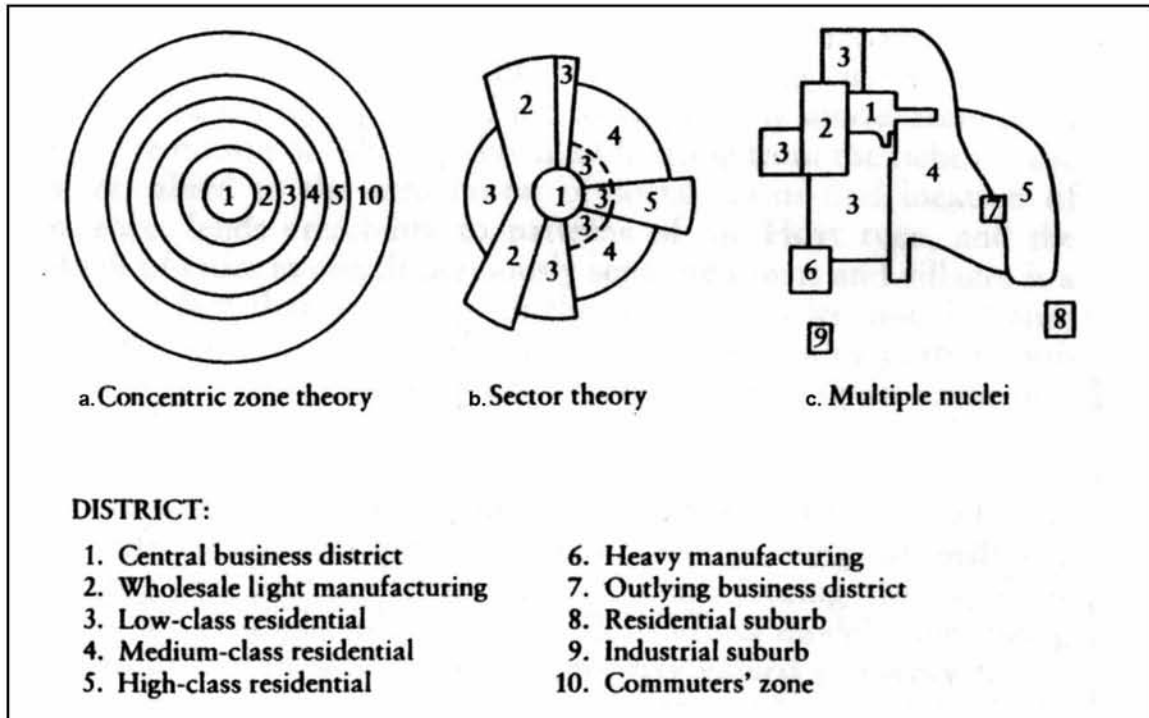 1 2 3 4 5 10
3
2
4
3
3
1
3
5
3
2
3
4
3
1
2
3
4
5
3
7
6
8
9
a. Concentric zone theory
b. Sector theory
c. Multiple nuclei
DISTRICT:
1. Central business district
2. Wholesale light manufacturing
3. Low-class residential
4. Medium-class residential
5. High-class residential
6. Heavy manufacturing
7. Outlying business district
8. Residential suburb
9. Industrial suburb
10. Commuters' zone